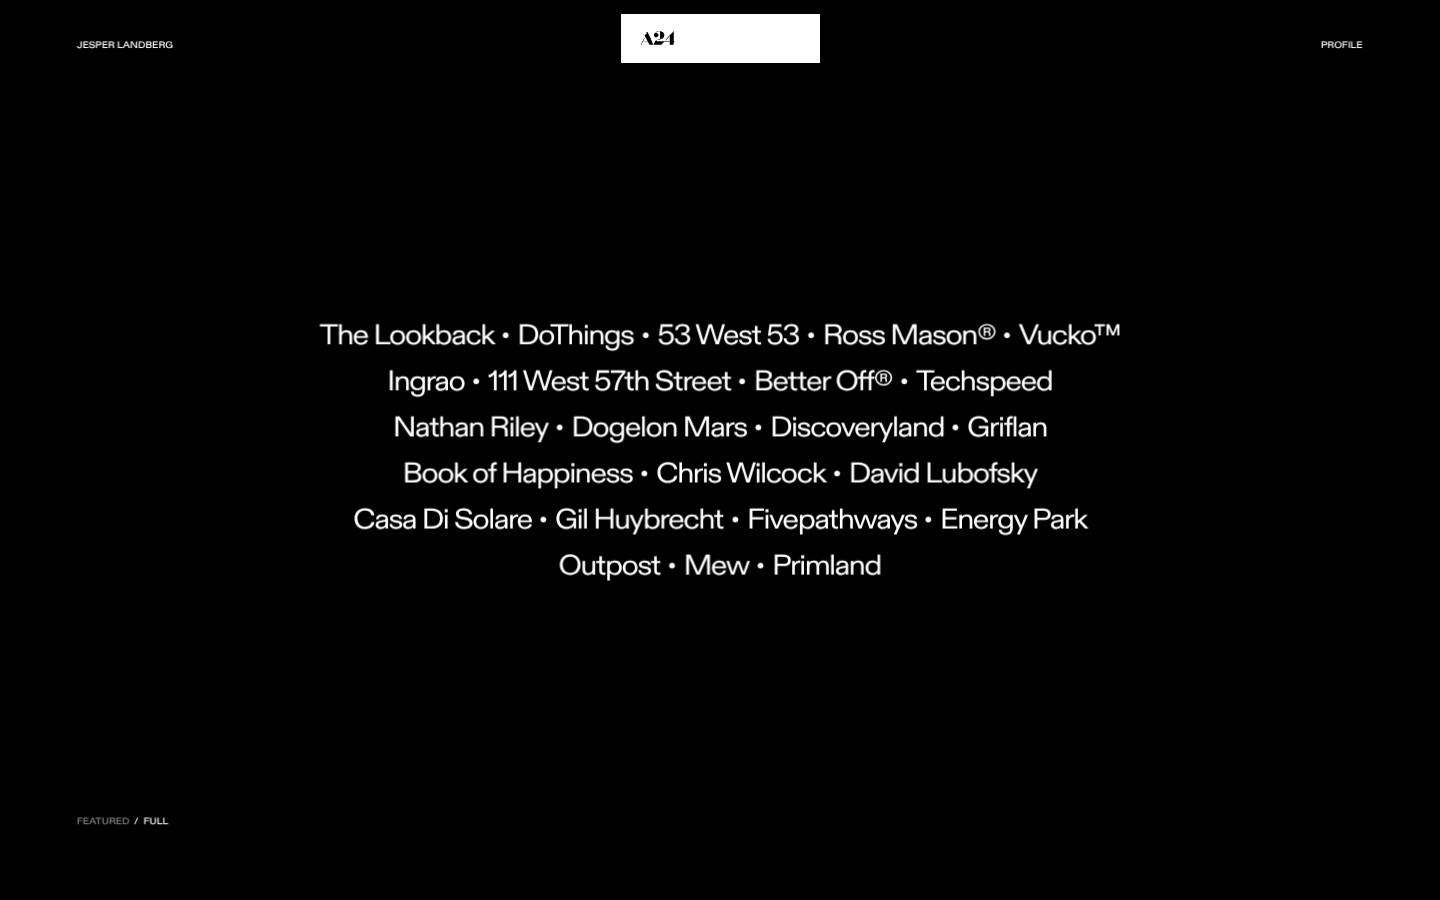 JESPER LANDBERG
A24
PROFILE
The Lookback • DoThings • 53 West 53 • Ross Mason® • Vucko™
Ingrao • 111 West 57th Street • Better Off® • Techspeed
Nathan Riley • Dogelon Mars • Discoveryland • Griflan
Book of Happiness • Chris Wilcock • David Lubofsky
Casa Di Solare • Gil Huybrecht • Fivepathways • Energy Park
Outpost • Mew • Primland
FEATURED / FULL